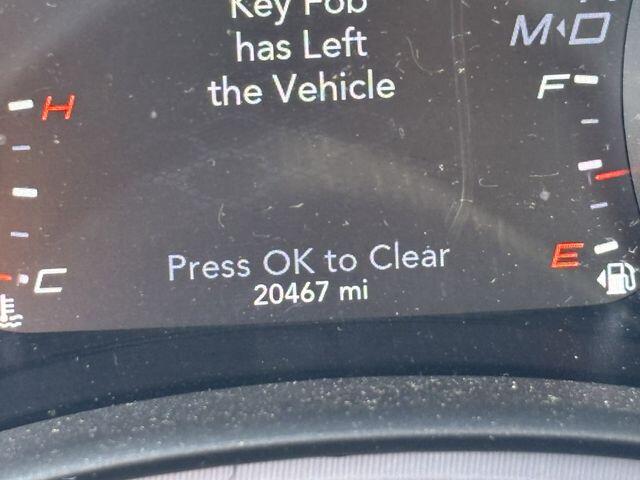 Key Fob
has Left
the Vehicle
M D
F
H
E
C
Press OK to Clear
20467 mi